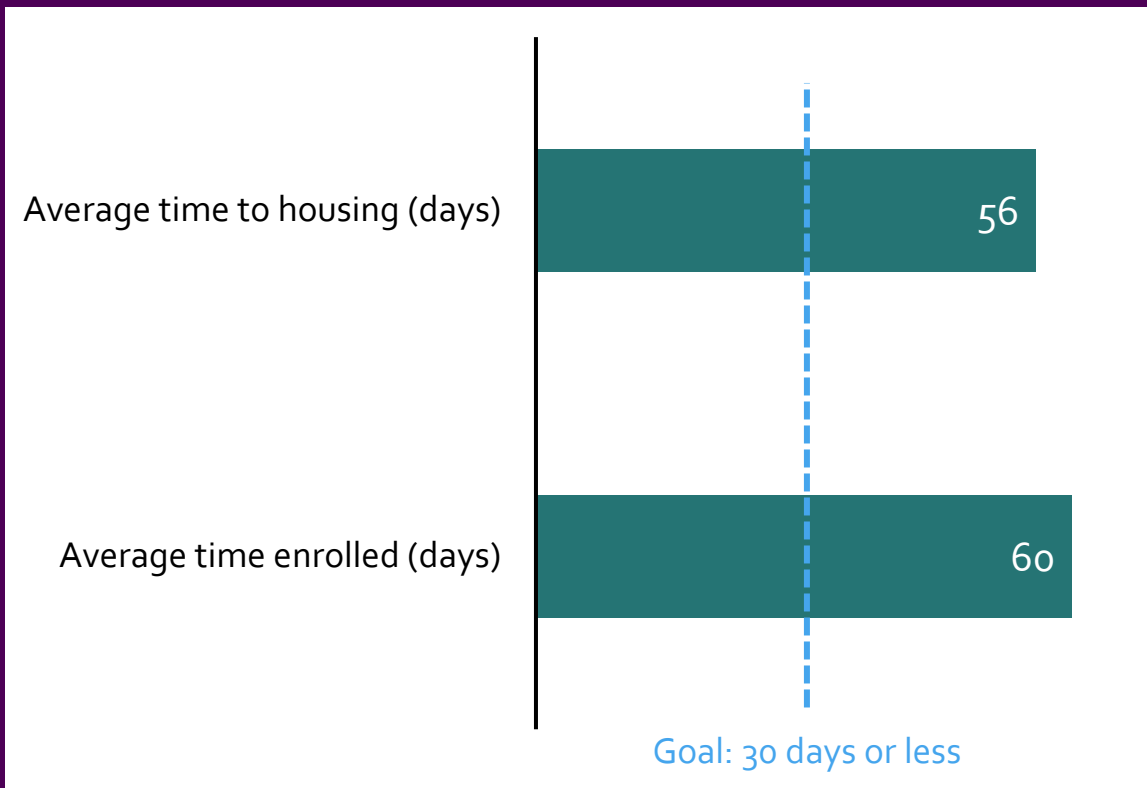 Average time to housing (days)
56
Average time enrolled (days)
60
Goal: 30 days or less